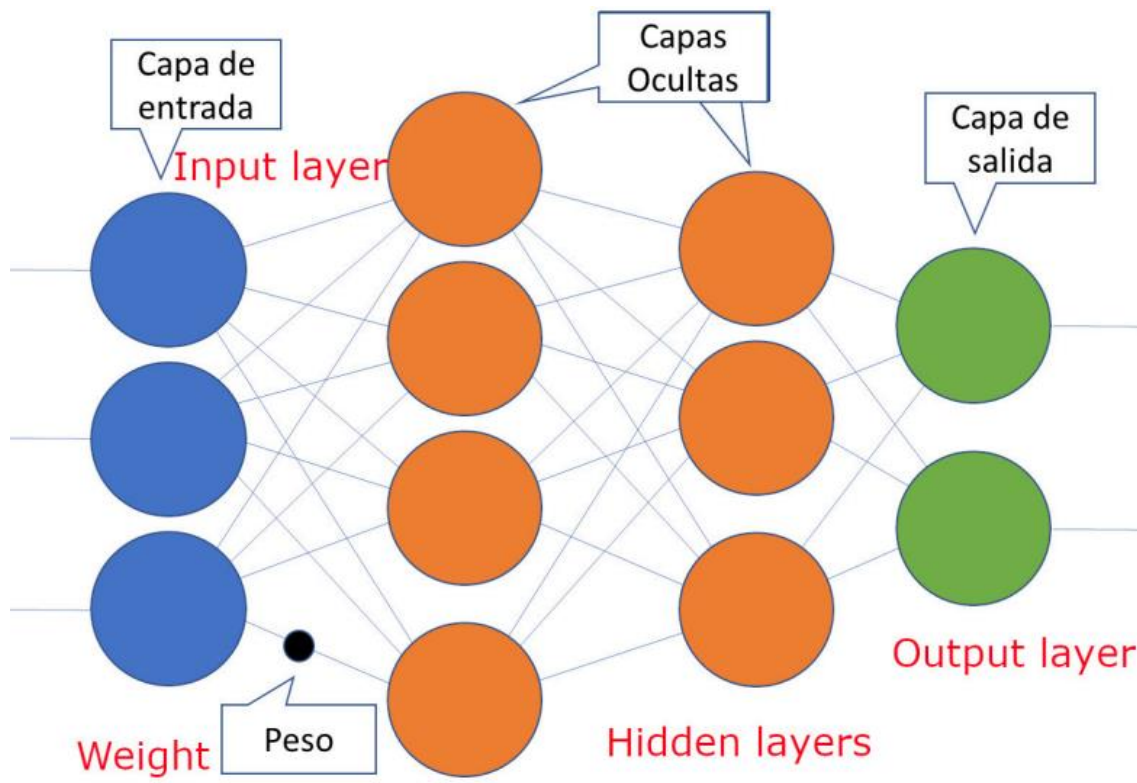 Capa de
entrada
Capas
Ocultas
Capa de
salida
Input layer
Output layer
Peso
Weight
Hidden layers